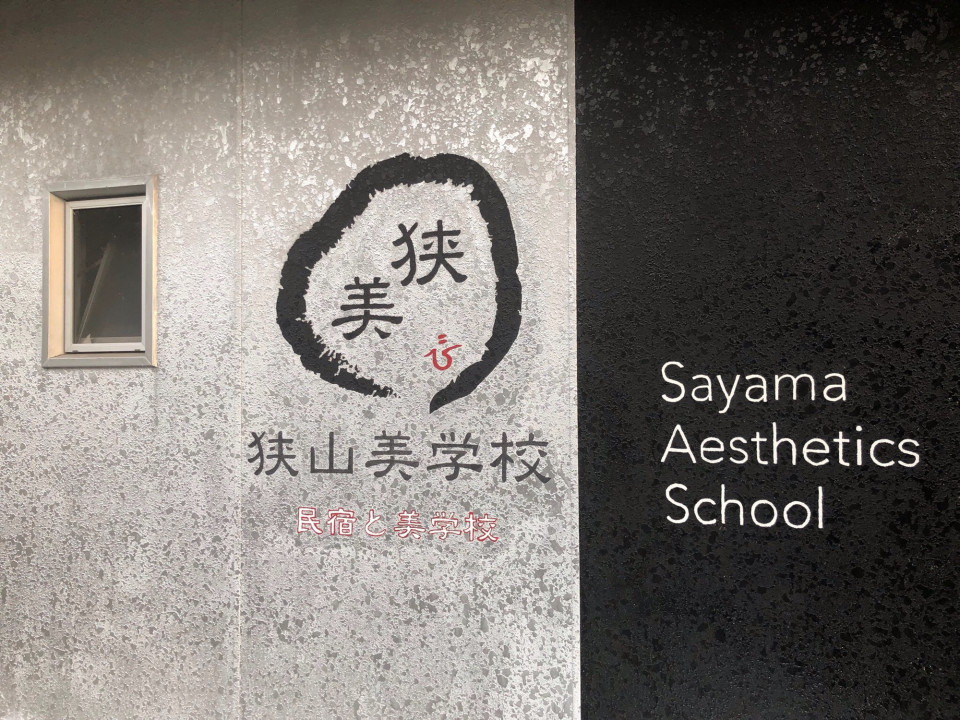 狭
美
狭山美学校
民宿と美学校
Sayama
Aesthetics
School